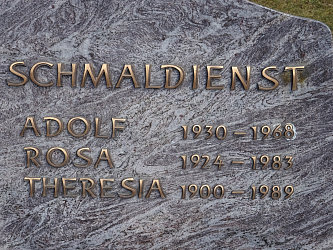 SCHMALDIENST
ADOLF 1930 – 1968
ROSA 1924 – 1983
THERESIA 1900 – 1989